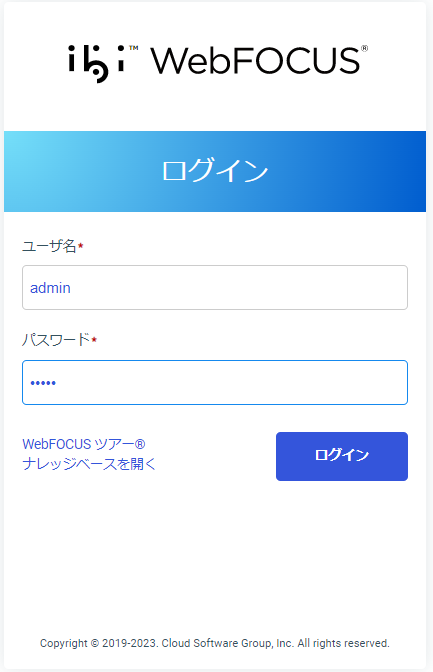 ibi™ WebFOCUS®
ログイン
ユーザ名*
admin
パスワード*
•••••
WebFOCUS ツアー®
ナレッジベースを開く
ログイン
Copyright © 2019-2023. Cloud Software Group, Inc. All rights reserved.